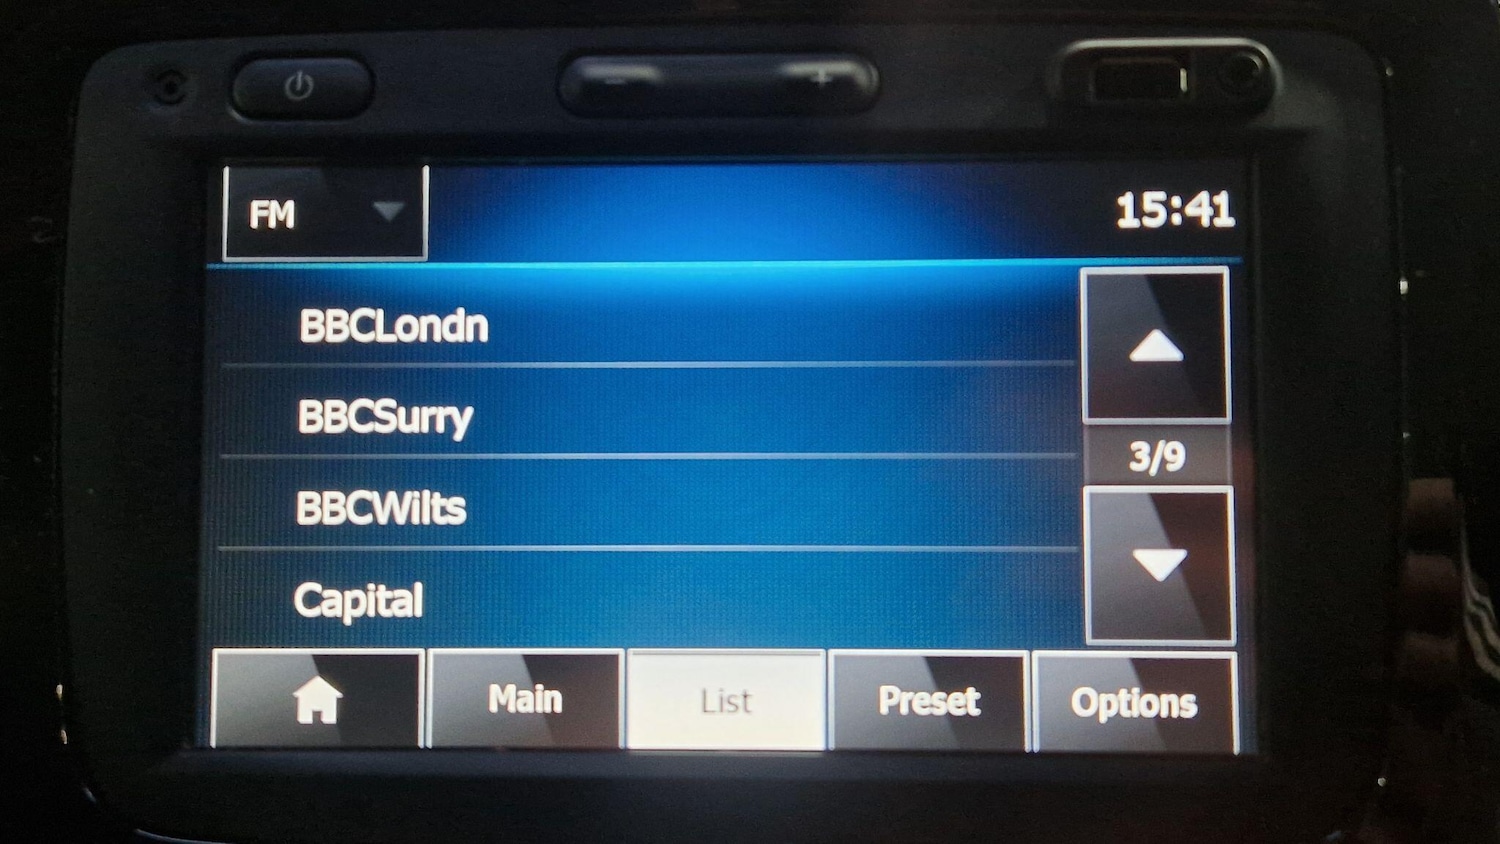 FM
15:41
BBCLondn
BBCSurry
3/9
BBCWilts
Capital
Main
List
Preset
Options